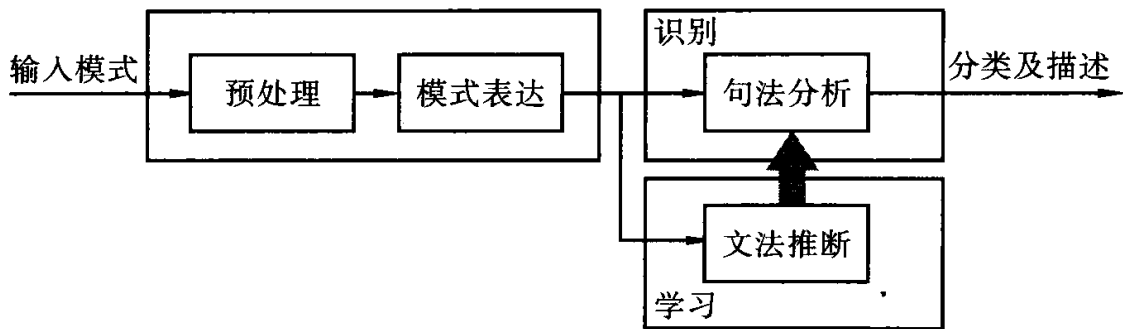 识别
输入模式
分类及描述
预处理
模式表达
句法分析
文法推断
学习